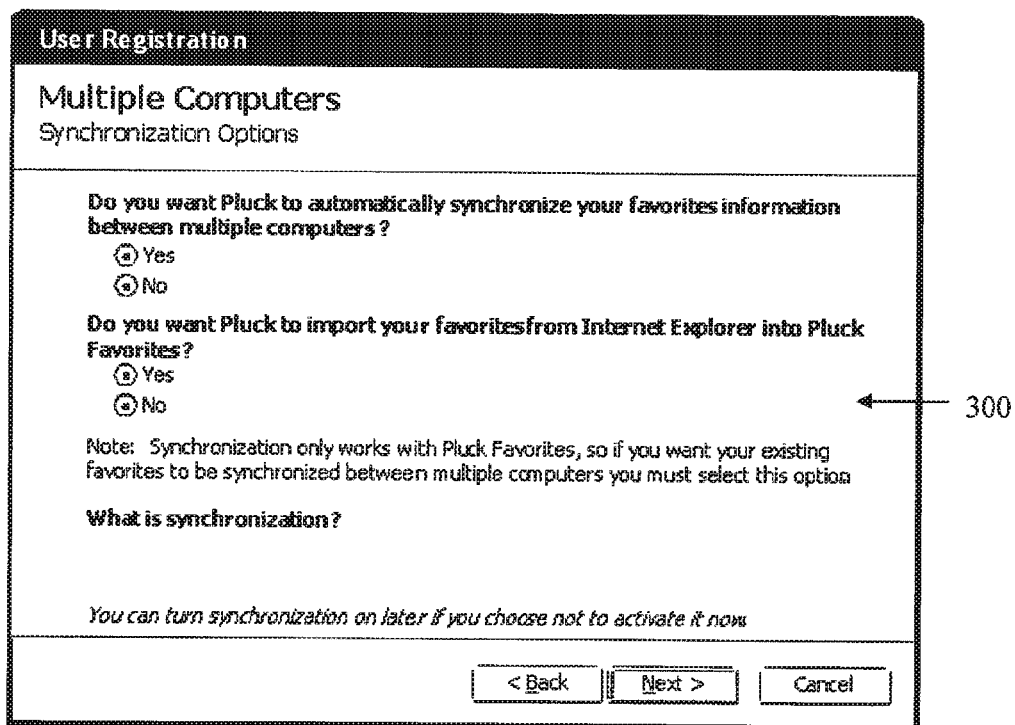 User Registration
Multiple Computers
Synchronization Options
Do you want Pluck to automatically synchronize your favorites information
between multiple computers?
Yes
No
Do you want Pluck to import your favorites from Internet Explorer into Pluck
Favorites?
Yes
No
300
Note: Synchronization only works with Pluck Favorites, so if you want your existing
favorites to be synchronized between multiple computers you must select this option
What is synchronization?
You can turn synchronization on later if you choose not to activate it now
< Back
Next >
Cancel